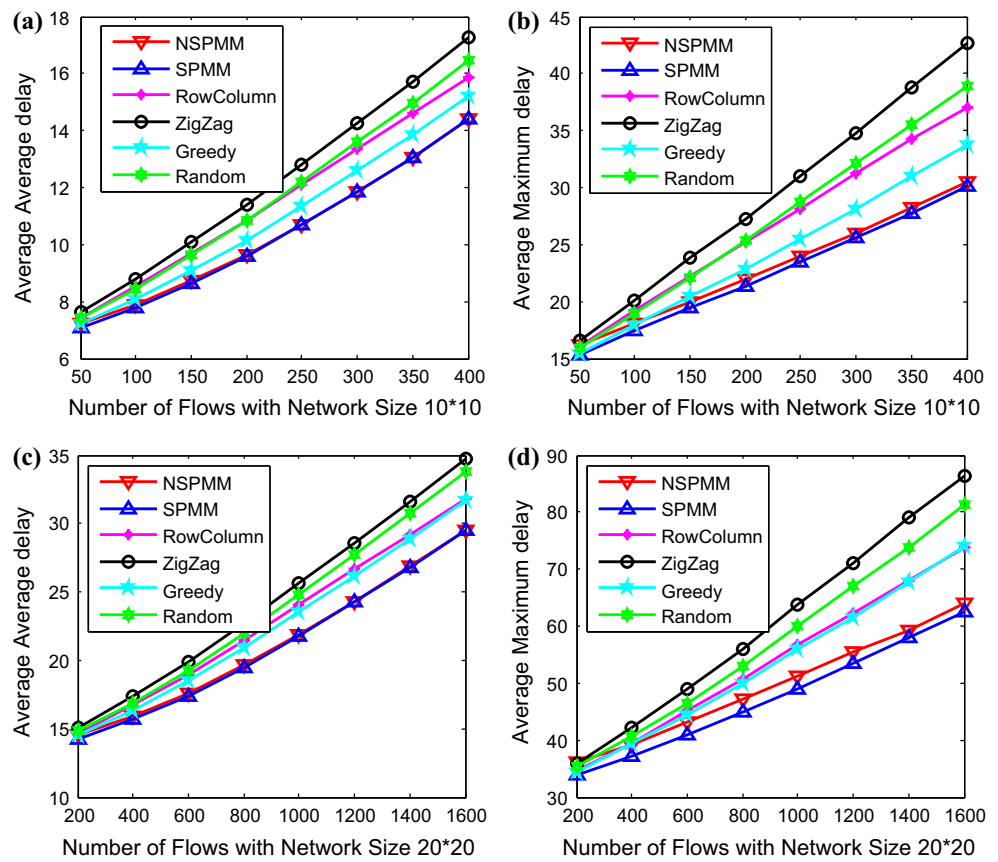 (a)
18
16
14
12
10
8
6
Average Average delay
NSPMM
SPMM
RowColumn
ZigZag
Greedy
Random
50 100 150 200 250 300 350 400
Number of Flows with Network Size 10*10
(b)
45
40
35
30
25
20
15
Average Maximum delay
NSPMM
SPMM
RowColumn
ZigZag
Greedy
Random
50 100 150 200 250 300 350 400
Number of Flows with Network Size 10*10
(c)
35
30
25
20
15
10
Average Average delay
NSPMM
SPMM
RowColumn
ZigZag
Greedy
Random
200 400 600 800 1000 1200 1400 1600
Number of Flows with Network Size 20*20
(d)
90
80
70
60
50
40
30
Average Maximum delay
NSPMM
SPMM
RowColumn
ZigZag
Greedy
Random
200 400 600 800 1000 1200 1400 1600
Number of Flows with Network Size 20*20